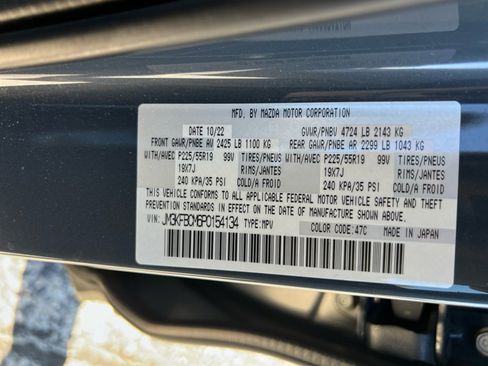 MFD. BY MAZDA MOTOR CORPORATION
DATE 10/22 GVWR/PNBV 4724 LB 2143 KG
FRONT GAWR/PNBE AV 2425 LB 1100 KG REAR GAWR/PNBE AR 2299 LB 1043 KG
WITH/AVEC P225/55R19 99V TIRES/PNEUS WITH/AVEC P225/55R19 99V TIRES/PNEUS
19X7J RIMS/JANTES 19X7J RIMS/JANTES
240 KPA/35 PSI COLD/A FROID 240 KPA/35 PSI COLD/A FROID
THIS VEHICLE CONFORMS TO ALL APPLICABLE FEDERAL MOTOR VEHICLE SAFETY AND THEFT
PREVENTION STANDARDS IN EFFECT ON THE DATE OF MANUFACTURE SHOWN ABOVE.
VIN: JM3KFBCM6P0154134 TYPE:MPV COLOR CODE:47C MADE IN JAPAN